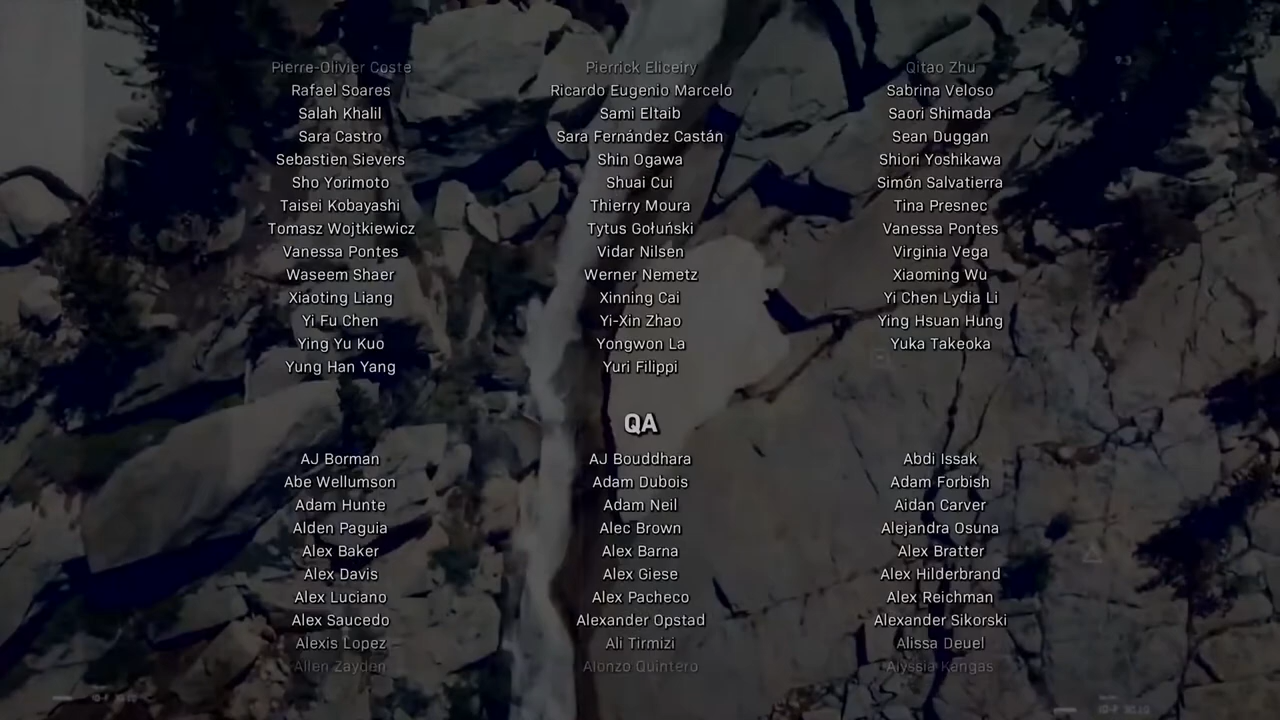 Pierre-Olivier Coste Pierrick Eliceiry Qitao Zhu
Rafael Soares Ricardo Eugenio Marcelo Sabrina Veloso
Salah Khalil Sami Eltaib Saori Shimada
Sara Castro Sara Fernández Castán Sean Duggan
Sebastien Sievers Shin Ogawa Shiori Yoshikawa
Sho Yorimoto Shuai Cui Simón Salvatierra
Taisei Kobayashi Thierry Moura Tina Presnec
Tomasz Wojtkiewicz Tytus Gołuński Vanessa Pontes
Vanessa Pontes Vidar Nilsen Virginia Vega
Waseem Shaer Werner Nemetz Xiaoming Wu
Xiaoting Liang Xinning Cai Yi Chen Lydia Li
Yi Fu Chen Yi-Xin Zhao Ying Hsuan Hung
Ying Yu Kuo Yongwon La Yuka Takeoka
Yung Han Yang Yuri Filippi
QA
AJ Borman AJ Bouddhara Abdi Issak
Abe Wellumson Adam Dubois Adam Forbish
Adam Hunte Adam Neil Aidan Carver
Alden Paguia Alec Brown Alejandra Osuna
Alex Baker Alex Barna Alex Bratter
Alex Davis Alex Giese Alex Hilderbrand
Alex Luciano Alex Pacheco Alex Reichman
Alex Saucedo Alexander Opstad Alexander Sikorski
Alexis Lopez Ali Tirmizi Alissa Deuel
Allen Zayden Alonzo Quintero Alyssia Kangas